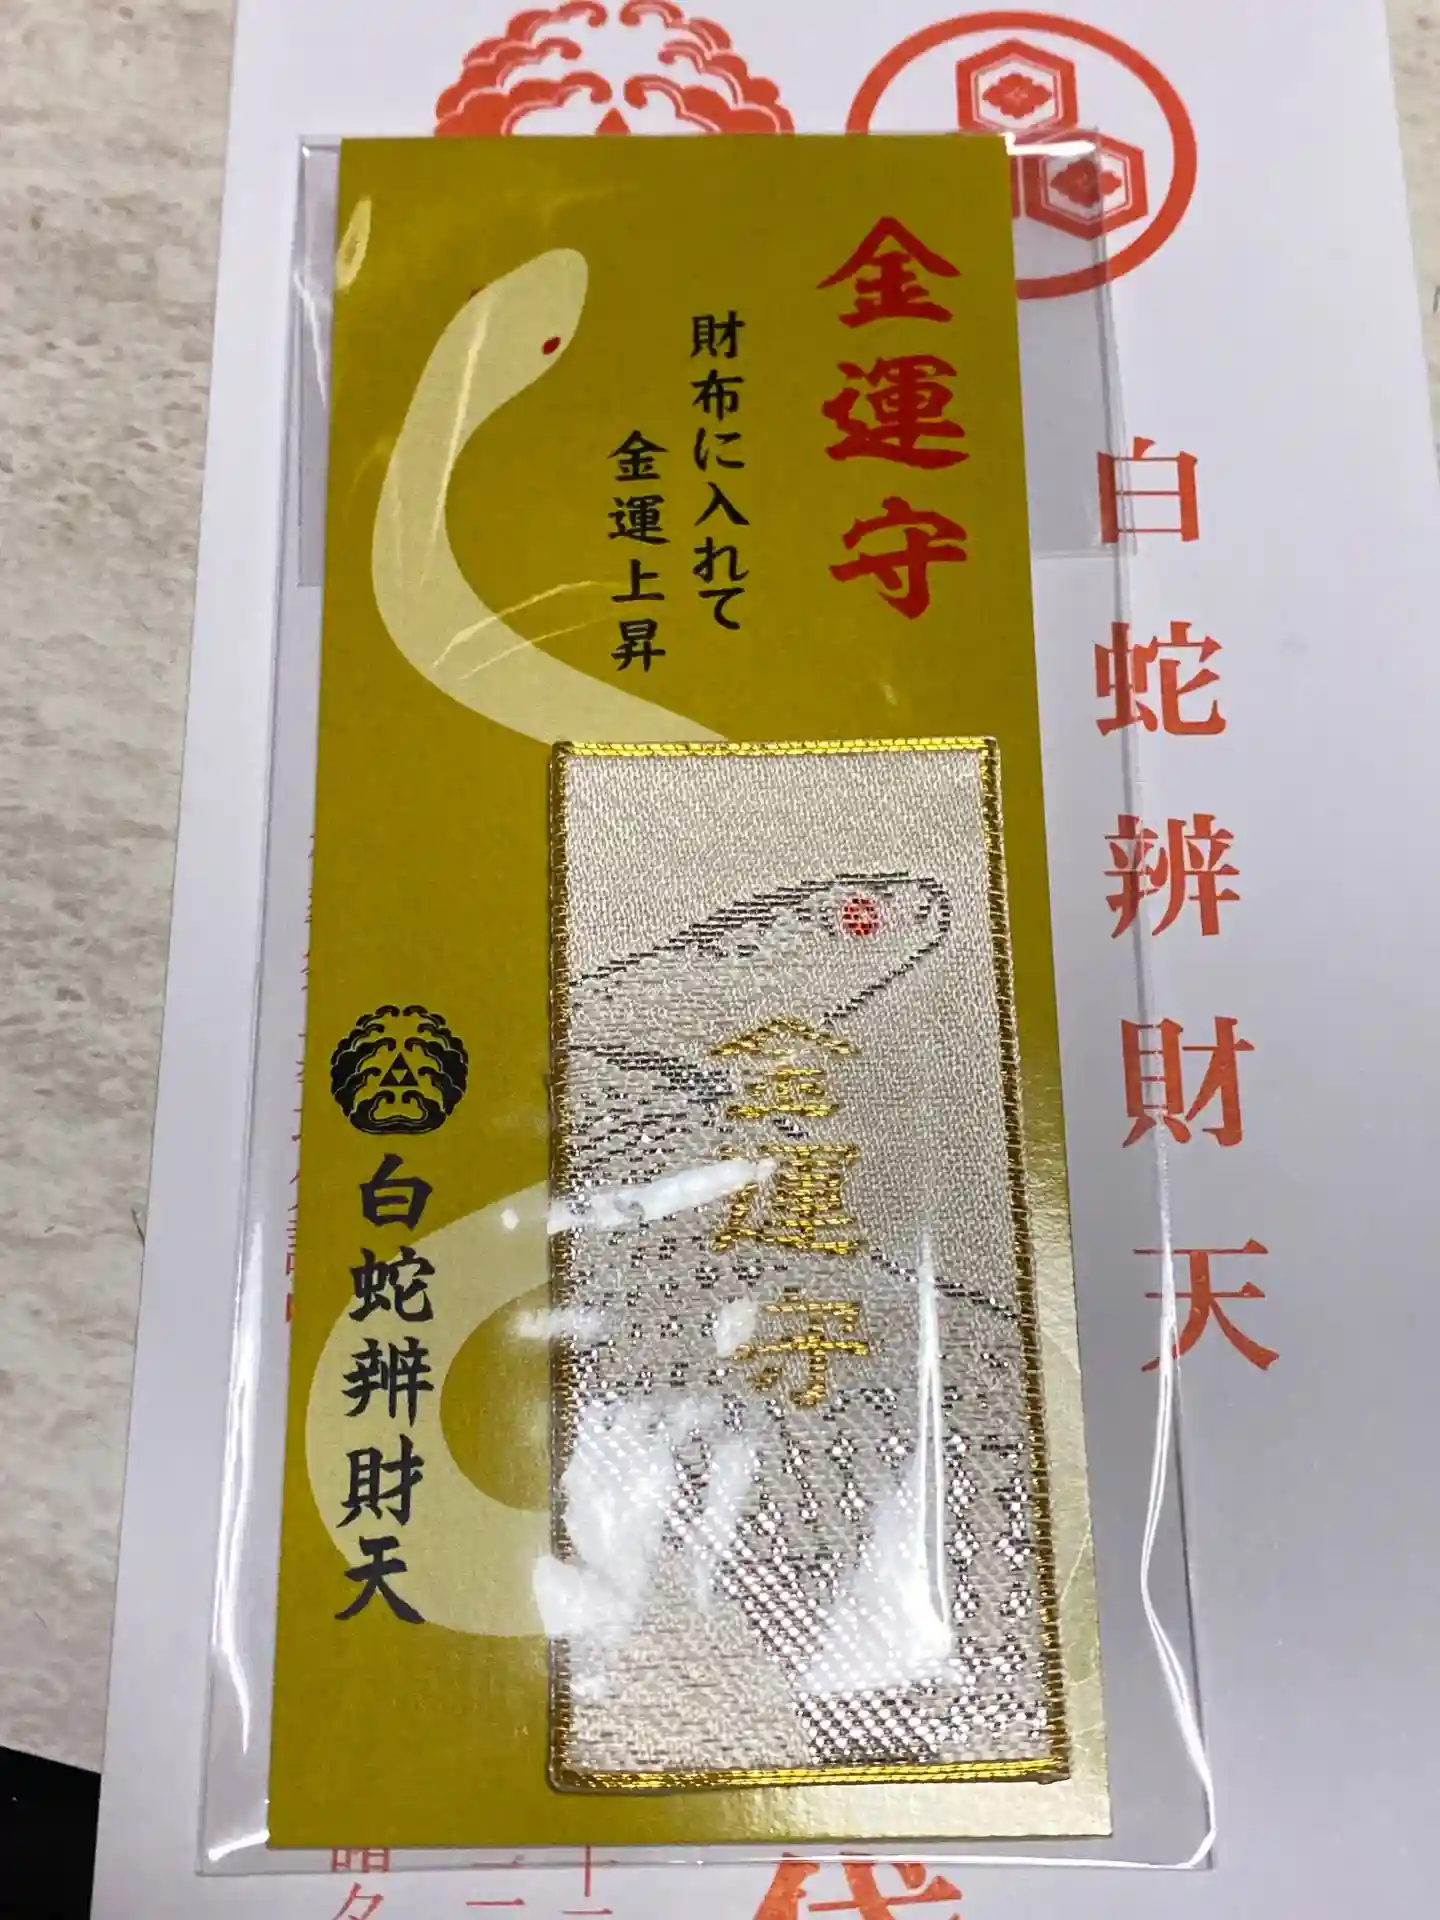 金運守
財布に入れて
金運上昇
白蛇辨財天
金運守
白蛇辨財天